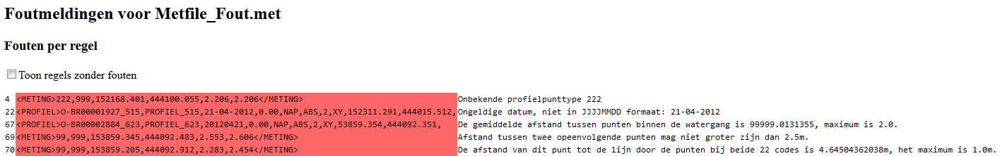 Foutmeldingen voor Metfile_Fout.met
Fouten per regel
Toon regels zonder fouten
4 <METING>222,999,152168.401,444100.055,2.206,2.206</METING> Onbekende profielpunttype 222
22 <PROFIEL>O-BR00001927_515,PROFIEL_515,21-04-2012,0.00,NAP,ABS,2,XY,152311.291,444015.512, Ongeldige datum, niet in JJJJMMDD formaat: 21-04-2012
67 <PROFIEL>O-BR00002884_623,PROFIEL_623,20120421,0.00,NAP,ABS,2,XY,53859.354,444092.351, De gemiddelde afstand tussen punten binnen de watergang is 99999.0131355, maximum is 2.0.
69 <METING>99,999,153859.345,444092.483,2.553,2.606</METING> Afstand tussen twee opeenvolgende punten mag niet groter zijn dan 2.5m.
70 <METING>99,999,153859.205,444092.912,2.283,2.454</METING> De afstand van dit punt tot de lijn door de punten bij beide 22 codes is 4.64504362038m, het maximum is 1.0m.